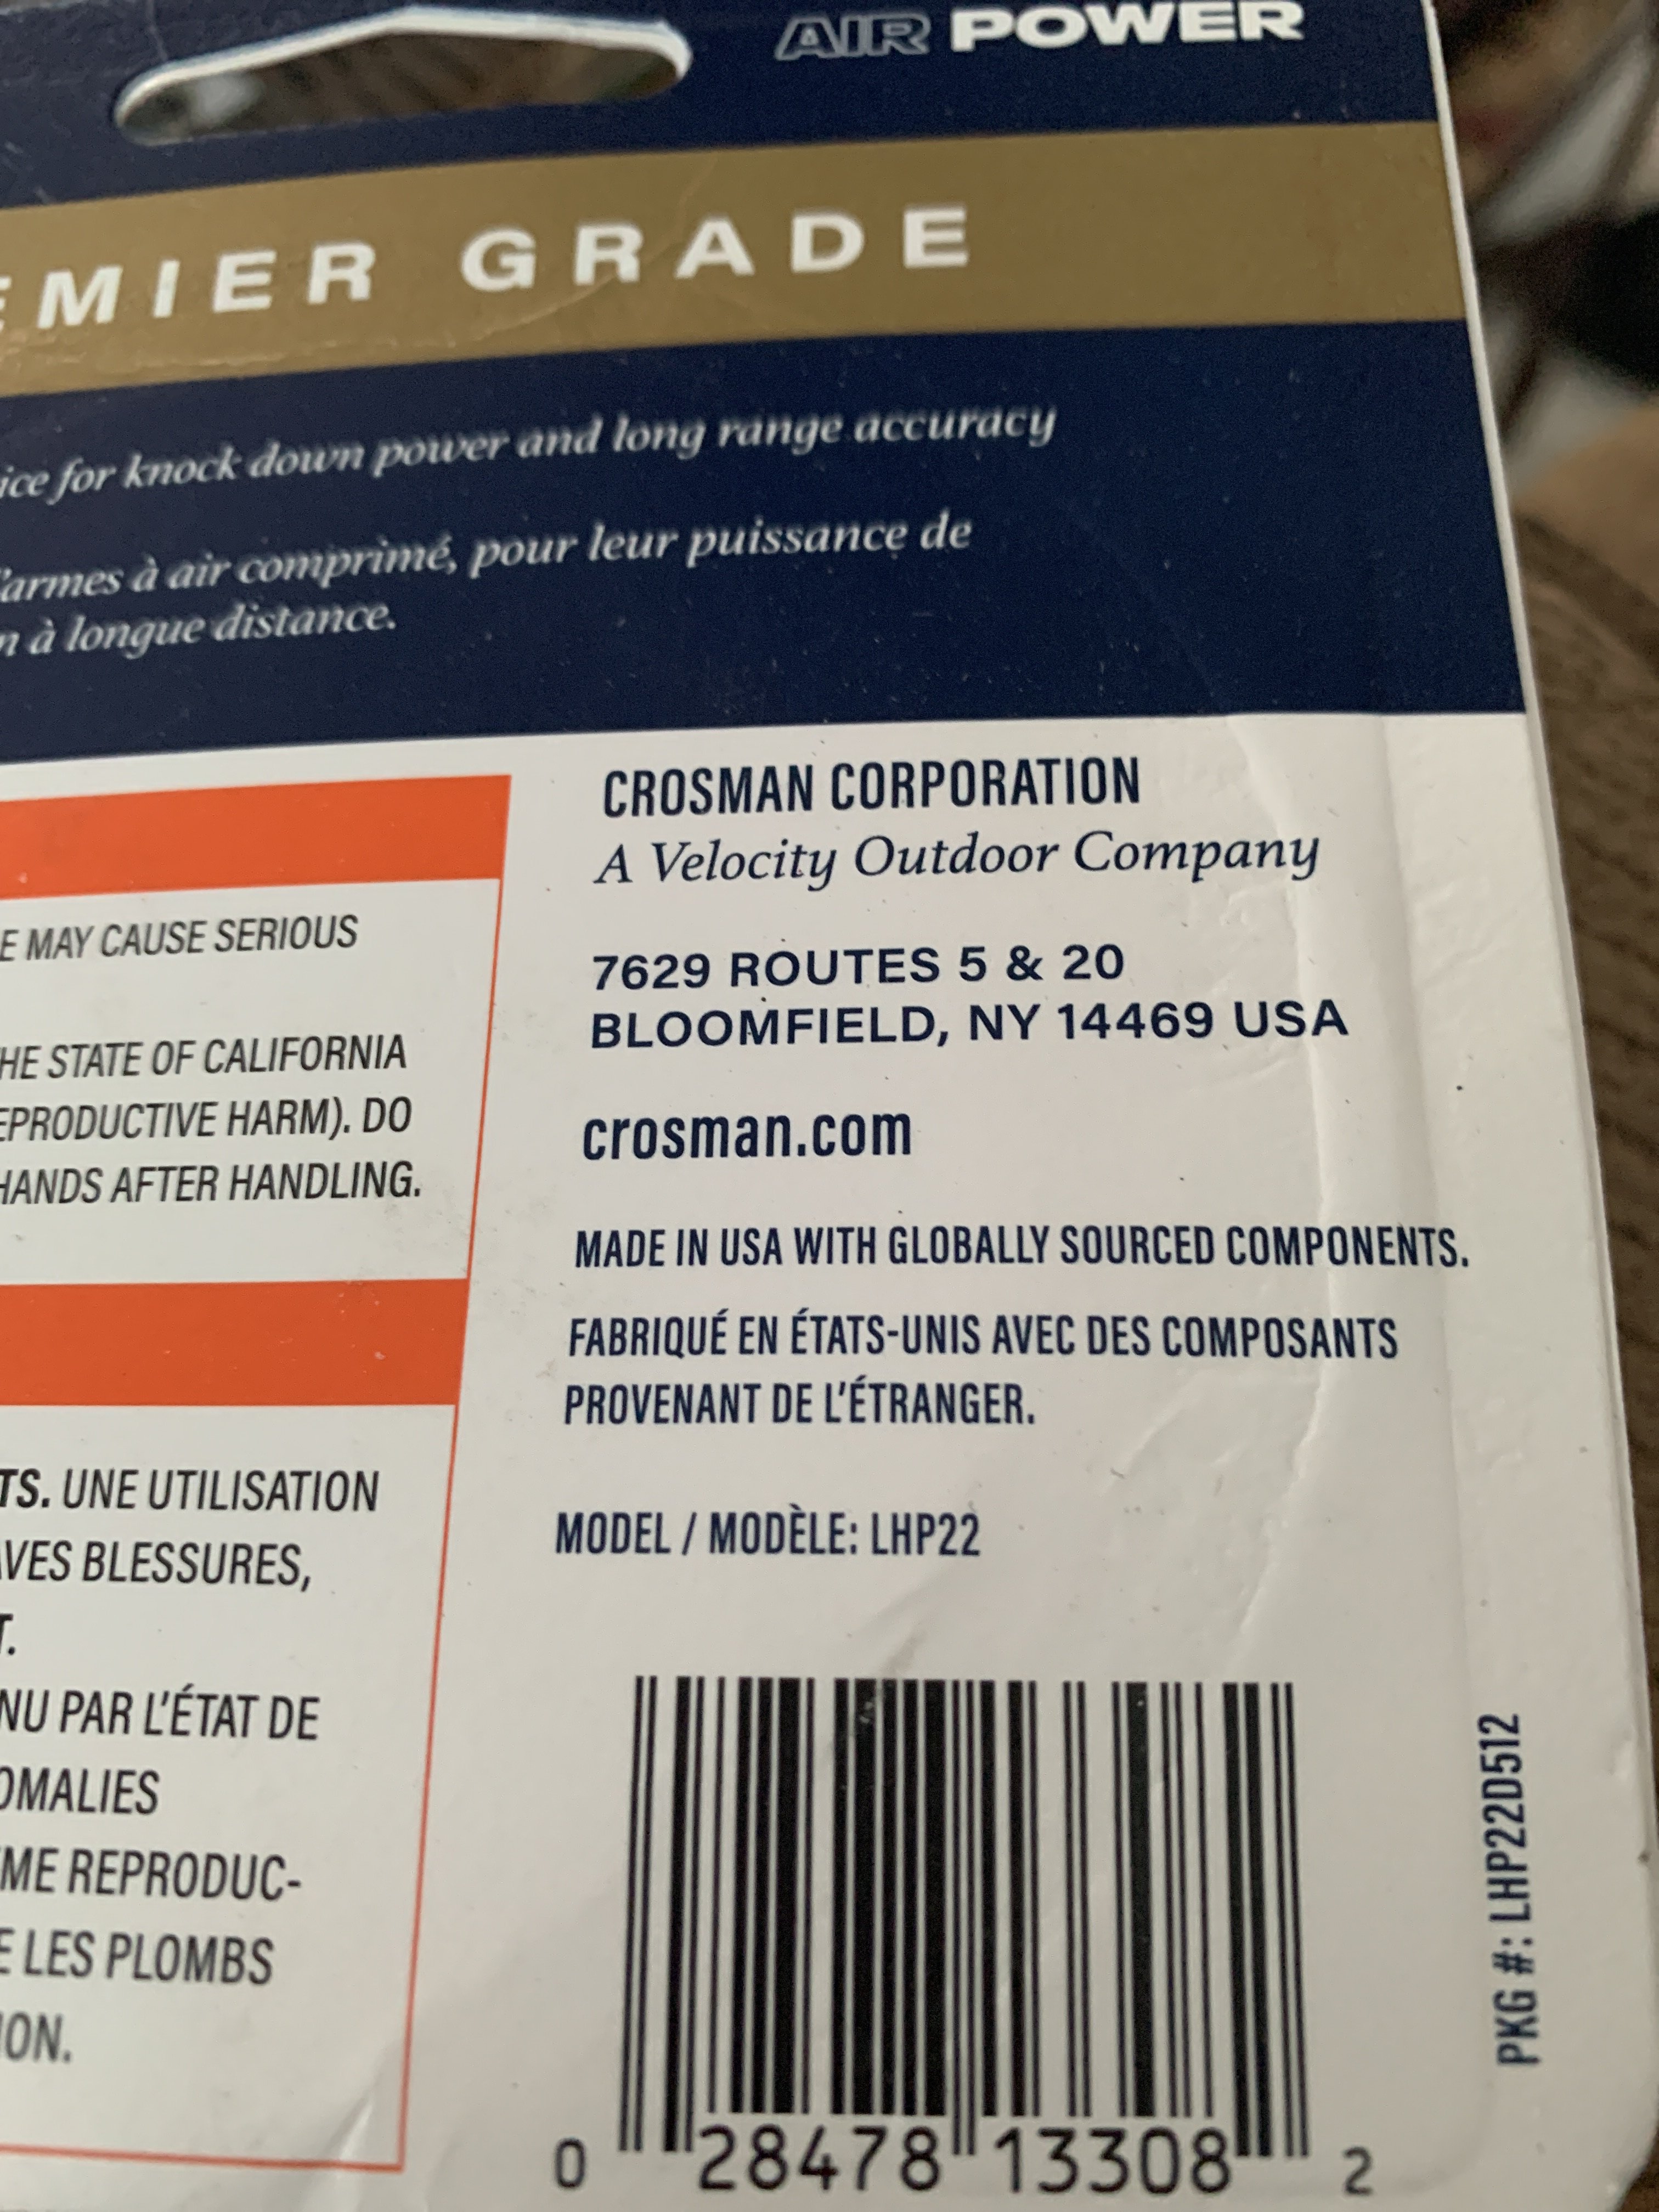 AIR POWER
EMIER GRADE
ice for knock down power and long range accuracy
'armes à air comprimé, pour leur puissance de
n à longue distance.
E MAY CAUSE SERIOUS
HE STATE OF CALIFORNIA
EPRODUCTIVE HARM). DO
HANDS AFTER HANDLING.
TS. UNE UTILISATION
AVES BLESSURES,
T.
NU PAR L'ÉTAT DE
OMALIES
ME REPRODUC-
E LES PLOMBS
ION.
CROSMAN CORPORATION
A Velocity Outdoor Company
7629 ROUTES 5 & 20
BLOOMFIELD, NY 14469 USA
crosman.com
MADE IN USA WITH GLOBALLY SOURCED COMPONENTS.
FABRIQUÉ EN ÉTATS-UNIS AVEC DES COMPOSANTS
PROVENANT DE L'ÉTRANGER.
MODEL / MODÈLE: LHP22
0 28478 13308 2
PKG #: LHP22D512